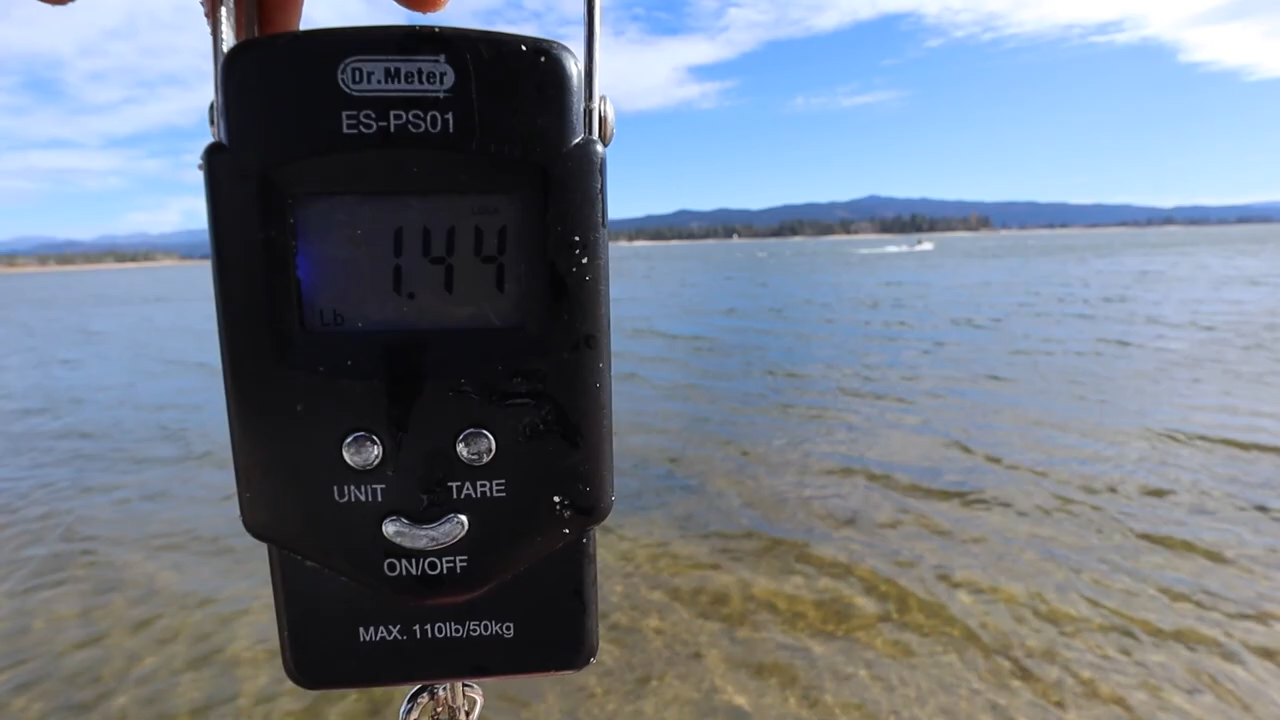 Dr.Meter
ES-PS01
1.44
Lb
UNIT TARE
ON/OFF
MAX. 110lb/50kg